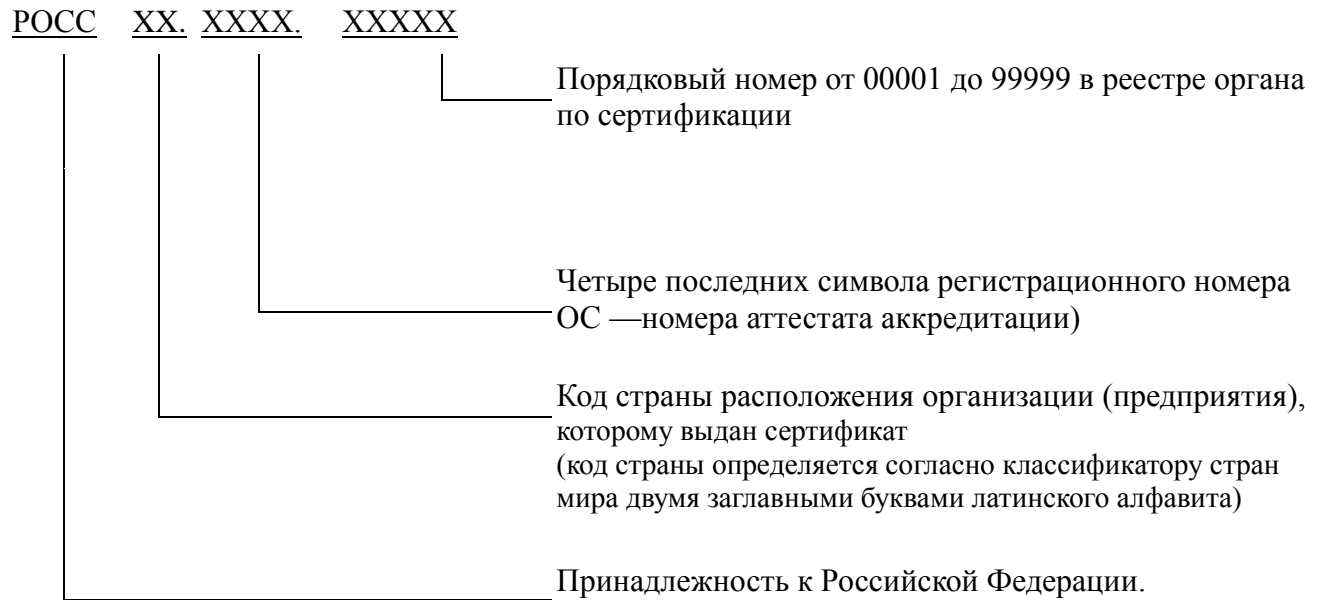 РОСС XX. XXXX. XXXXX
Порядковый номер от 00001 до 99999 в реестре органа
по сертификации
Четыре последних символа регистрационного номера
ОС —номера аттестата аккредитации)
Код страны расположения организации (предприятия),
которому выдан сертификат
(код страны определяется согласно классификатору стран
мира двумя заглавными буквами латинского алфавита)
Принадлежность к Российской Федерации.